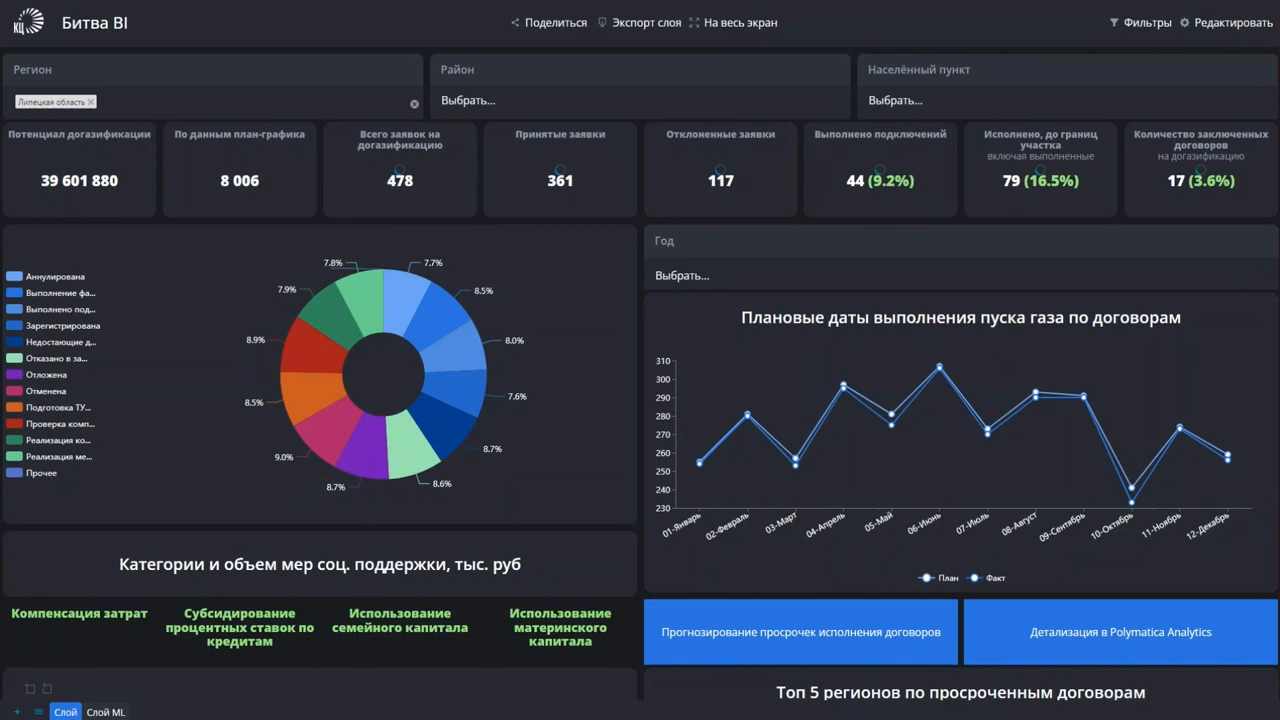 КЦ
Битва BI
Поделиться
Экспорт слоя
На весь экран
Фильтры
Редактировать
Регион
Липецкая область
Район
Выбрать...
Населённый пункт
Выбрать...
Потенциал догазификации
39 601 880
По данным план-графика
8 006
Всего заявок на
догазификацию
478
Принятые заявки
361
Отклоненные заявки
117
Выполнено подключений
44 (9.2%)
Исполнено, до границ
участка
включая выполненные
79 (16.5%)
Количество заключенных
договоров
на догазификацию
17 (3.6%)
Аннулирована
Выполнение фа...
Выполнено под...
Зарегистрирована
Недостающие д...
Отказано в за...
Отложена
Отменена
Подготовка ТУ...
Проверка комп...
Реализация ко...
Реализация ме...
Прочее
7.8%
7.7%
7.9%
8.5%
8.9%
8.0%
8.5%
7.6%
9.0%
8.7%
8.7%
8.6%
Год
Выбрать...
Плановые даты выполнения пуска газа по договорам
310
300
290
280
270
260
250
240
230
01-Январь
02-Февраль
03-Март
04-Апрель
05-Май
06-Июнь
07-Июль
08-Август
09-Сентябрь
10-Октябрь
11-Ноябрь
12-Декабрь
План
Факт
Категории и объем мер соц. поддержки, тыс. руб
Компенсация затрат
Субсидирование
процентных ставок по
кредитам
Использование
семейного капитала
Использование
материнского
капитала
Прогнозирование просрочек исполнения договоров
Детализация в Polymatica Analytics
Топ 5 регионов по просроченным договорам
Слой
Слой ML